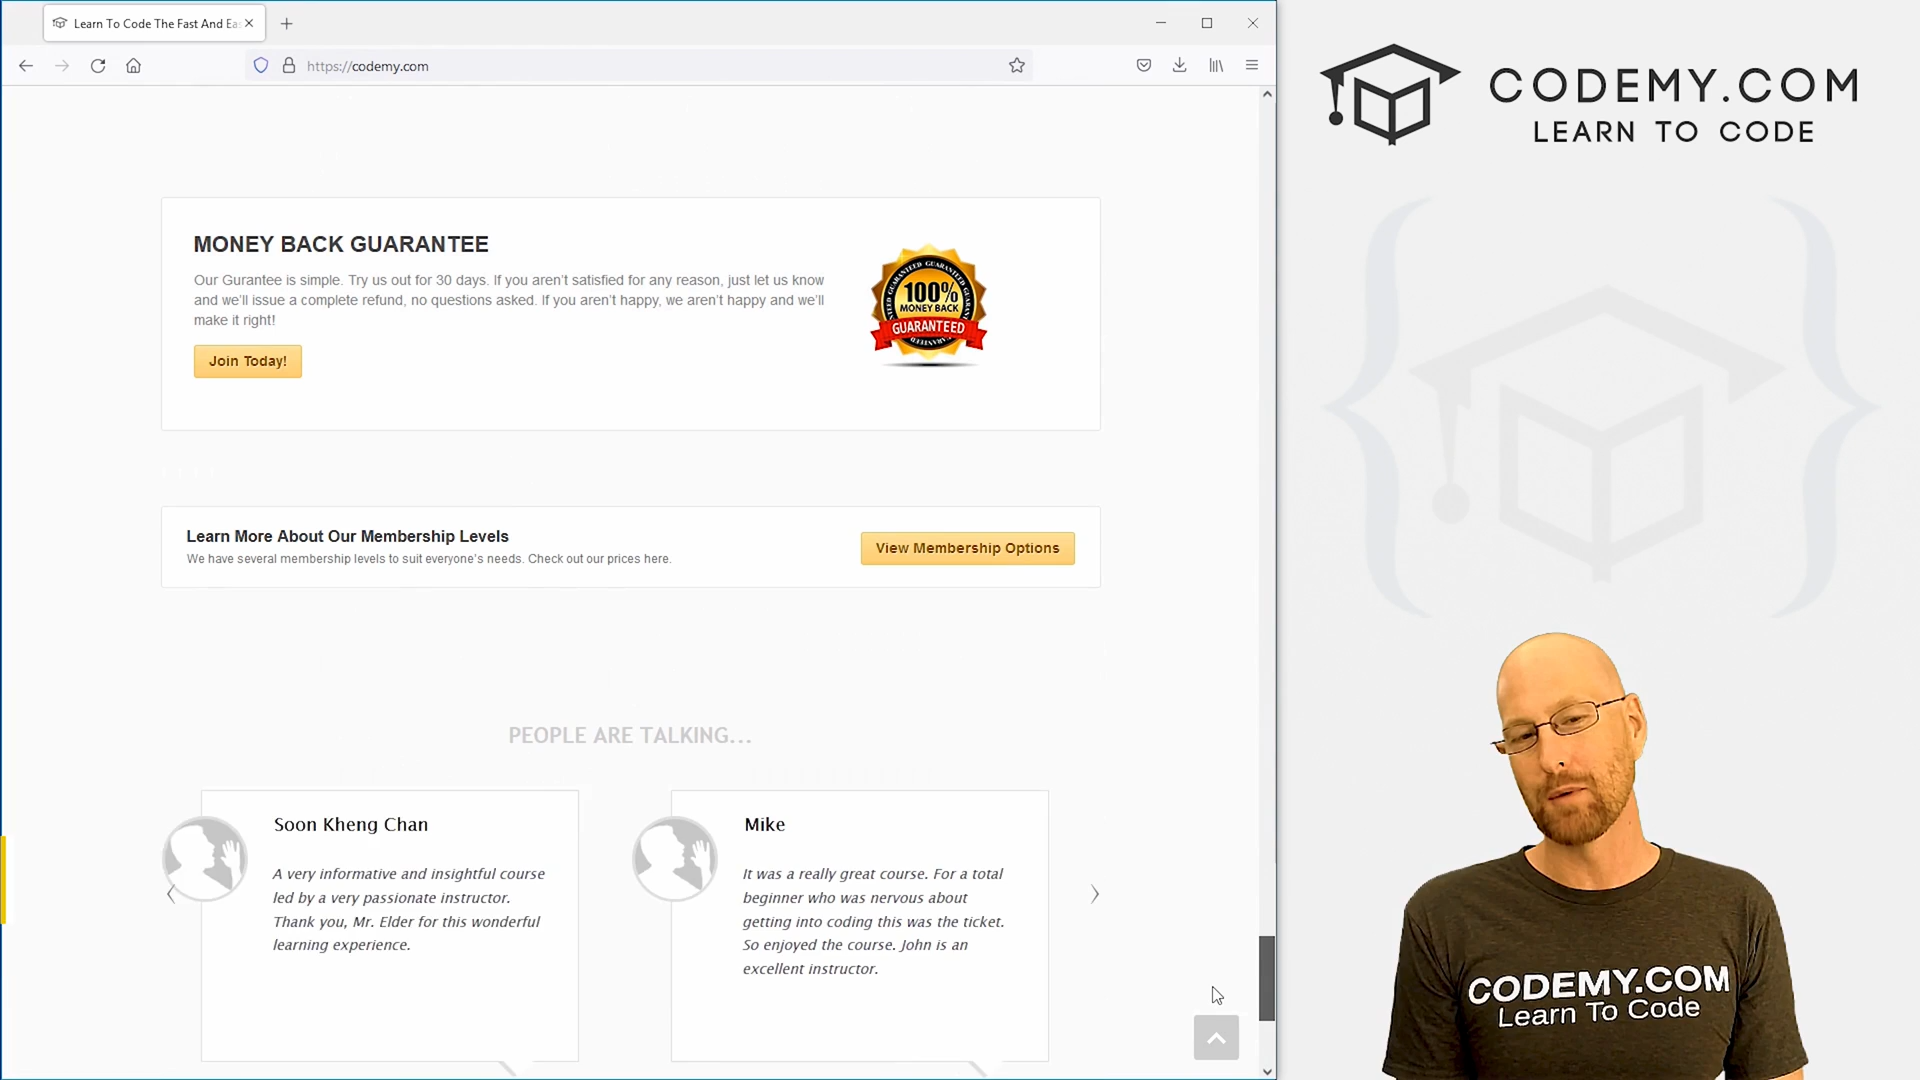 Learn To Code The Fast And Ea
https://codemy.com
CODEMY.COM
LEARN TO CODE
MONEY BACK GUARANTEE
Our Gurantee is simple. Try us out for 30 days. If you aren't satisfied for any reason, just let us know
and we'll issue a complete refund, no questions asked. If you aren't happy, we aren't happy and we'll
make it right!
Join Today!
GUARANTEED GUARANTEED
100%
MONEY BACK
GUARANTEED
Learn More About Our Membership Levels
We have several membership levels to suit everyone's needs. Check out our prices here.
View Membership Options
PEOPLE ARE TALKING...
Soon Kheng Chan
A very informative and insightful course
led by a very passionate instructor.
Thank you, Mr. Elder for this wonderful
learning experience.
Mike
It was a really great course. For a total
beginner who was nervous about
getting into coding this was the ticket.
So enjoyed the course. John is an
excellent instructor.
CODEMY.COM
Learn To Code